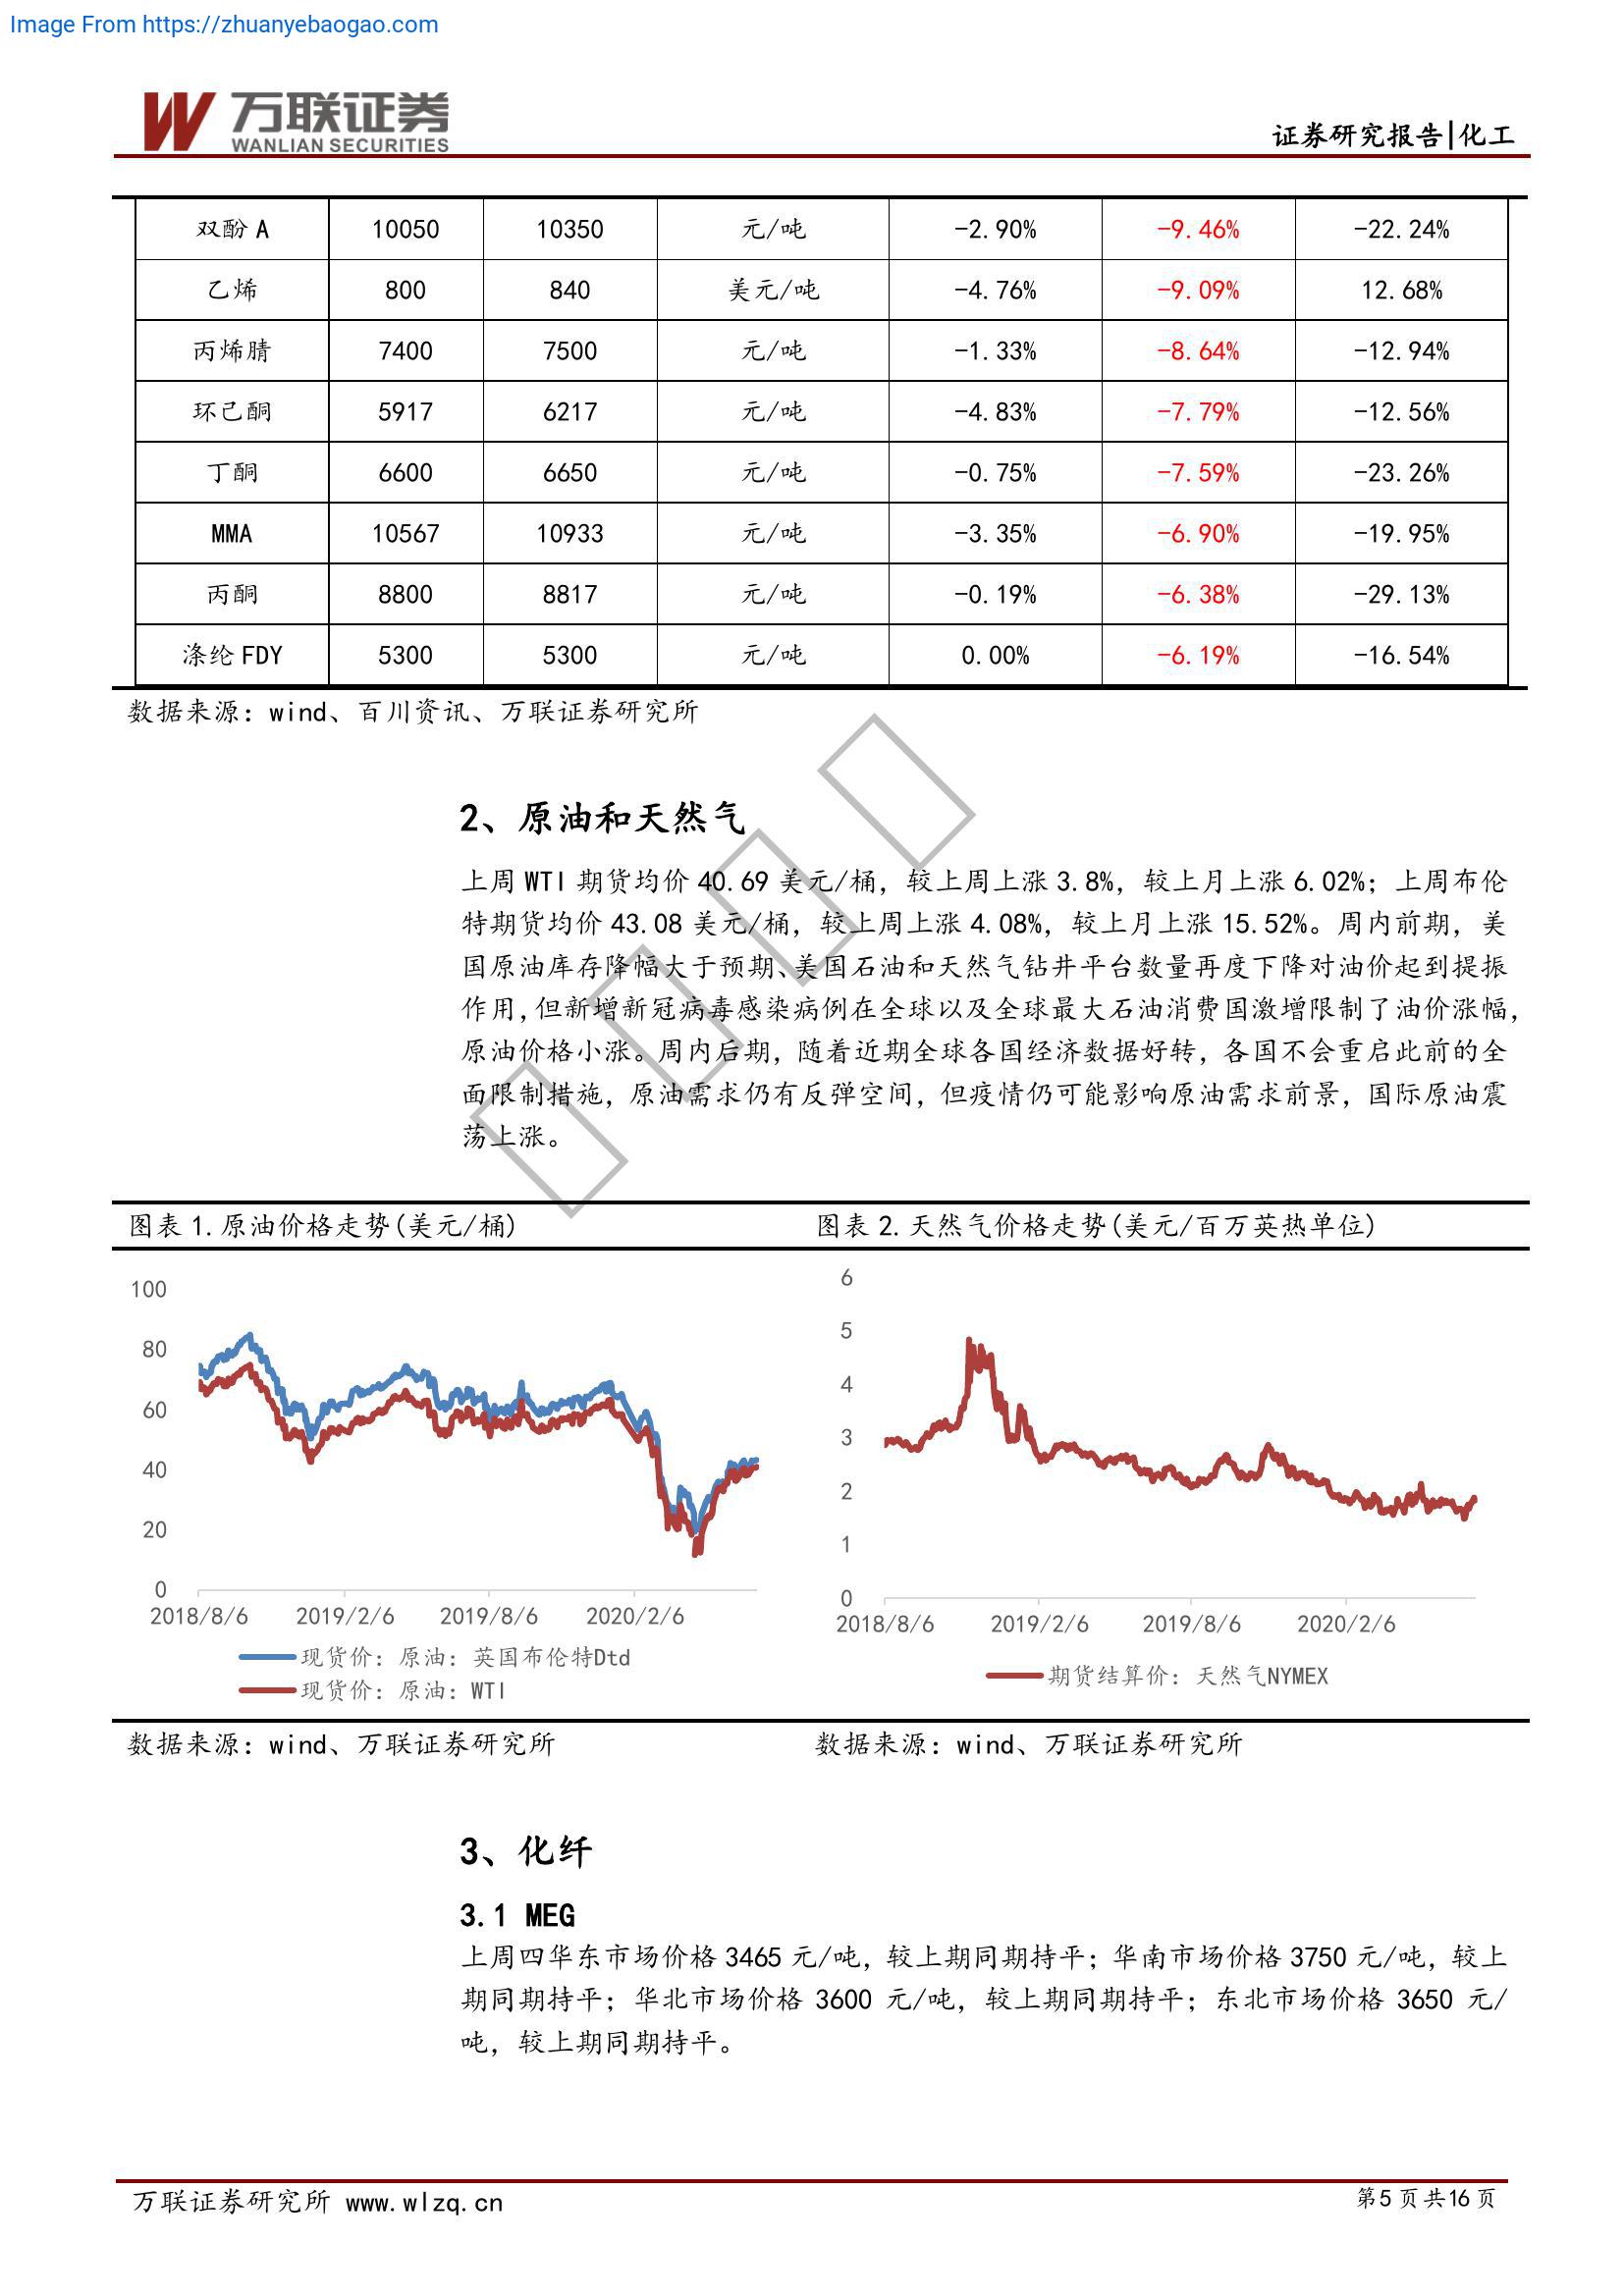 Image From https://zhuanyebaogao.com
万联证券
WANLIAN SECURITIES
证券研究报告|化工
双酚 A 10050 10350 元/吨 -2.90% -9.46% -22.24%
乙烯 800 840 美元/吨 -4.76% -9.09% 12.68%
丙烯腈 7400 7500 元/吨 -1.33% -8.64% -12.94%
环己酮 5917 6217 元/吨 -4.83% -7.79% -12.56%
丁酮 6600 6650 元/吨 -0.75% -7.59% -23.26%
MMA 10567 10933 元/吨 -3.35% -6.90% -19.95%
丙酮 8800 8817 元/吨 -0.19% -6.38% -29.13%
涤纶 FDY 5300 5300 元/吨 0.00% -6.19% -16.54%
数据来源：wind、百川资讯、万联证券研究所
2、原油和天然气
上周 WTI 期货均价 40.69 美元/桶，较上周上涨 3.8%，较上月上涨 6.02%；上周布伦
特期货均价 43.08 美元/桶，较上周上涨 4.08%，较上月上涨 15.52%。周内前期，美
国原油库存降幅大于预期、美国石油和天然气钻井平台数量再度下降对油价起到提振
作用，但新增新冠病毒感染病例在全球以及全球最大石油消费国激增限制了油价涨幅，
原油价格小涨。周内后期，随着近期全球各国经济数据好转，各国不会重启此前的全
面限制措施，原油需求仍有反弹空间，但疫情仍可能影响原油需求前景，国际原油震
荡上涨。
图表 1.原油价格走势(美元/桶)
100
80
60
40
20
0
2018/8/6 2019/2/6 2019/8/6 2020/2/6
现货价：原油：英国布伦特Dtd
现货价：原油：WTI
数据来源：wind、万联证券研究所
图表 2.天然气价格走势(美元/百万英热单位)
6
5
4
3
2
1
0
2018/8/6 2019/2/6 2019/8/6 2020/2/6
期货结算价：天然气NYMEX
数据来源：wind、万联证券研究所
3、化纤
3.1 MEG
上周四华东市场价格 3465 元/吨，较上期同期持平；华南市场价格 3750 元/吨，较上
期同期持平；华北市场价格 3600 元/吨，较上期同期持平；东北市场价格 3650 元/
吨，较上期同期持平。
万联证券研究所 www.wlzq.cn
第5 页 共16 页